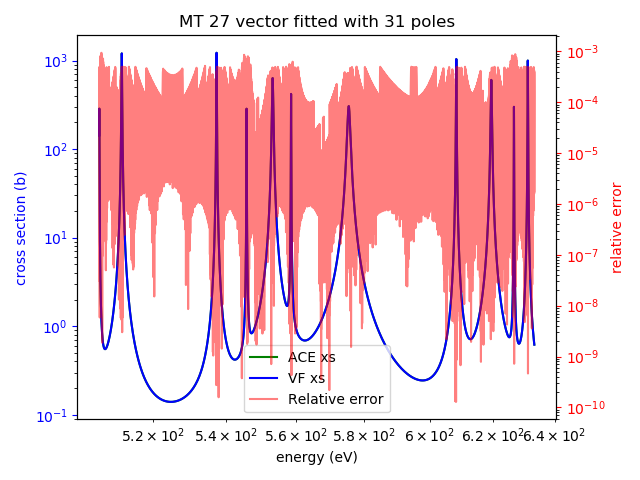 MT 27 vector fitted with 31 poles
10³
10²
10¹
10⁰
10⁻¹
cross section (b)
10⁻³
10⁻⁴
10⁻⁵
10⁻⁶
10⁻⁷
10⁻⁸
10⁻⁹
10⁻¹⁰
relative error
ACE xs
VF xs
Relative error
5.2 × 10² 5.4 × 10² 5.6 × 10² 5.8 × 10² 6 × 10² 6.2 × 10² 6.4 × 10²
energy (eV)